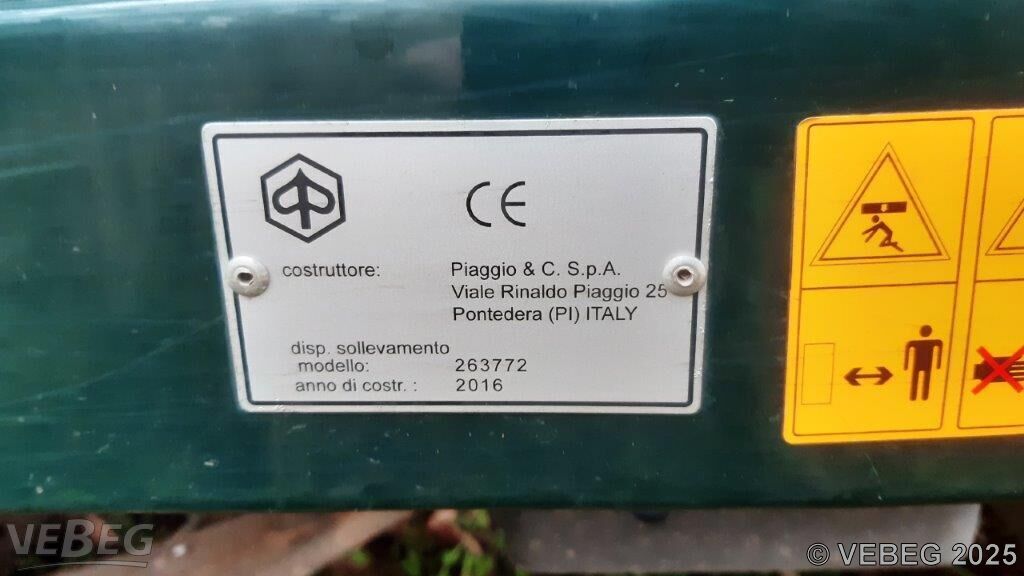 CE
costruttore: Piaggio & C. S.p.A.
Viale Rinaldo Piaggio 25
Pontedera (PI) ITALY
disp. sollevamento
modello: 263772
anno di costr. : 2016
VEBEG
© VEBEG 2025